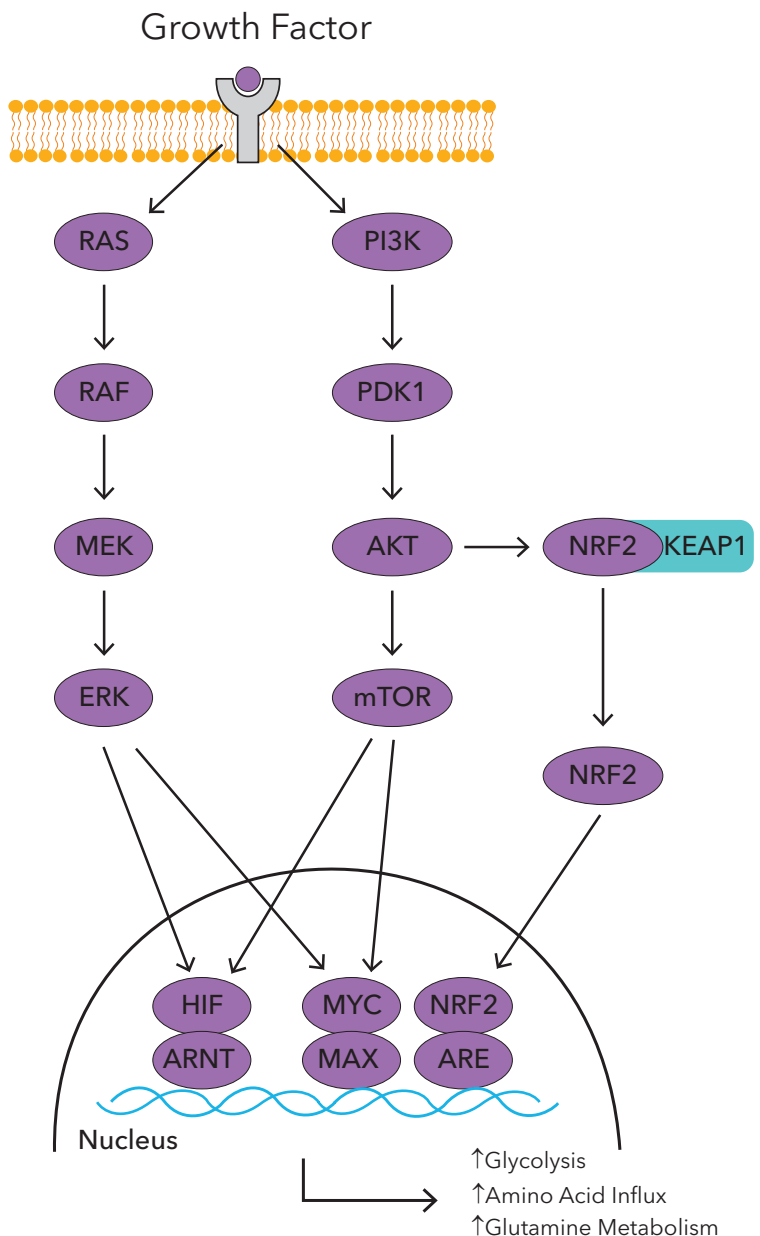 Growth Factor
RAS
PI3K
RAF
PDK1
MEK
AKT
NRF2
KEAP1
ERK
mTOR
NRF2
HIF
MYC
NRF2
ARNT
MAX
ARE
Nucleus
↑Glycolysis
↑Amino Acid Influx
↑Glutamine Metabolism